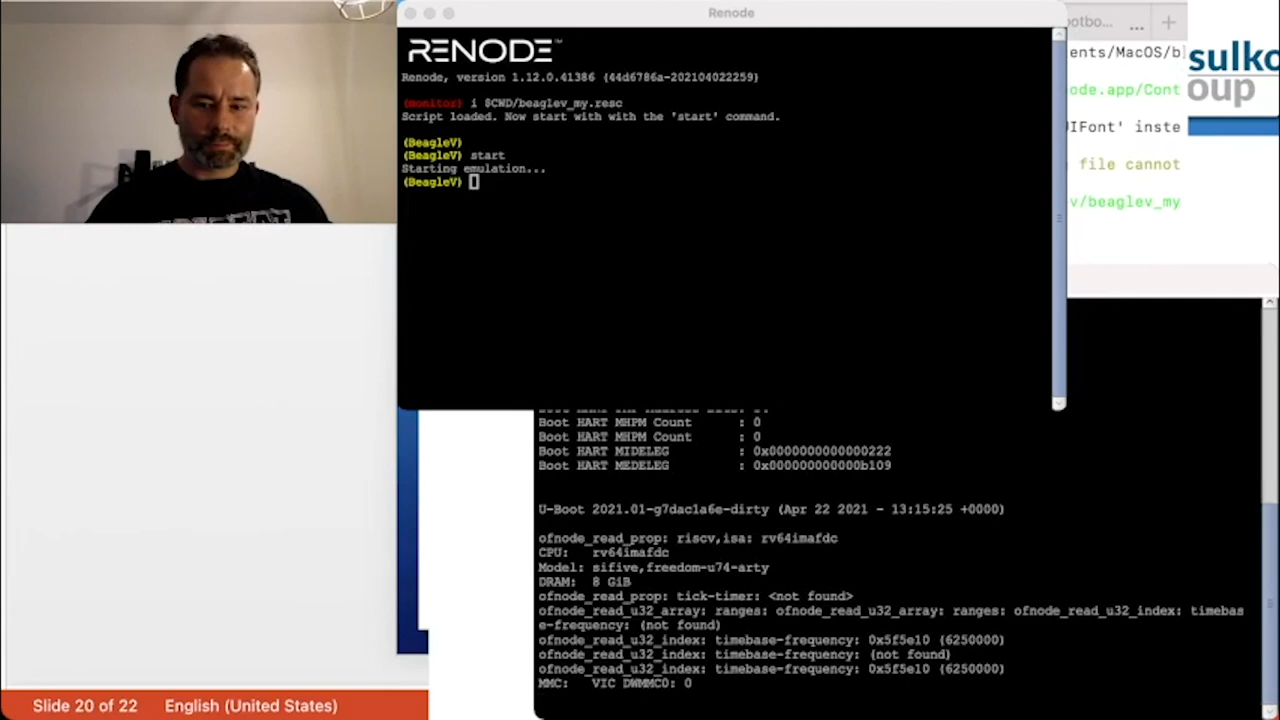 Renode
RENODE™
Renode, version 1.12.0.41386 (44d6786a-202104022259)
(monitor) i $CWD/beaglev_my.resc
Script loaded. Now start with with the 'start' command.
(BeagleV)
(BeagleV) start
Starting emulation...
(BeagleV)
ootbo... ... +
ents/MacOS/bl
ode.app/Cont
UIFont' inste
file cannot
v/beaglev_my
sulko
oup
Boot HART MHPM Count : 0
Boot HART MHPM Count : 0
Boot HART MIDELEG : 0x0000000000000222
Boot HART MEDELEG : 0x000000000000b109
U-Boot 2021.01-g7dac1a6e-dirty (Apr 22 2021 - 13:15:25 +0000)
ofnode_read_prop: riscv,isa: rv64imafdc
CPU: rv64imafdc
Model: sifive,freedom-u74-arty
DRAM: 8 GiB
ofnode_read_prop: tick-timer: <not found>
ofnode_read_u32_array: ranges: ofnode_read_u32_array: ranges: ofnode_read_u32_index: timebas
e-frequency: (not found)
ofnode_read_u32_index: timebase-frequency: 0x5f5e10 (6250000)
ofnode_read_u32_index: timebase-frequency: (not found)
ofnode_read_u32_index: timebase-frequency: 0x5f5e10 (6250000)
MMC: VIC DWMMC0: 0
Slide 20 of 22 English (United States)